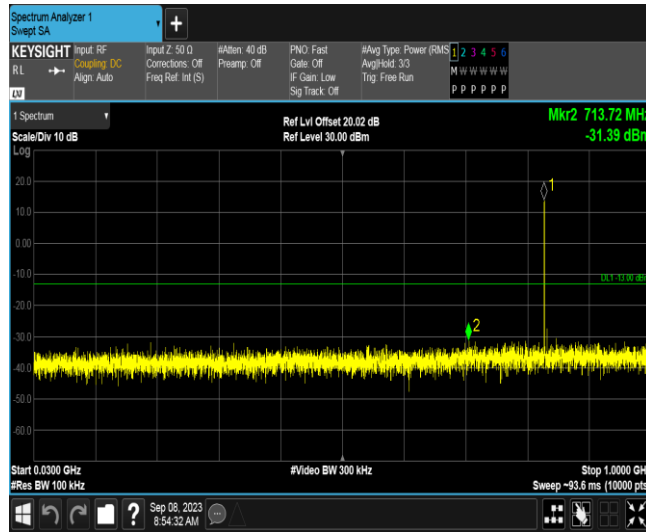 Spectrum Analyzer 1
Swept SA
+
KEYSIGHT
RL
LXI
Input: RF
Coupling: DC
Align: Auto
Input Z: 50 Ω
Corrections: Off
Freq Ref: Int (S)
#Atten: 40 dB
Preamp: Off
PNO: Fast
Gate: Off
IF Gain: Low
Sig Track: Off
#Avg Type: Power (RMS
Avg|Hold: 3/3
Trig: Free Run
1 2 3 4 5 6
M W W W W W
P P P P P P
1 Spectrum
Scale/Div 10 dB
Log
Ref Lvl Offset 20.02 dB
Ref Level 30.00 dBm
Mkr2 713.72 MHz
-31.39 dBm
20.0
10.0
0.00
-10.0
-20.0
-30.0
-40.0
-50.0
-60.0
1
DL1 -13.00 dBm
2
Start 0.0300 GHz
#Res BW 100 kHz
#Video BW 300 kHz
Stop 1.0000 GHz
Sweep ~93.6 ms (10000 pts)
?
Sep 08, 2023
8:54:32 AM